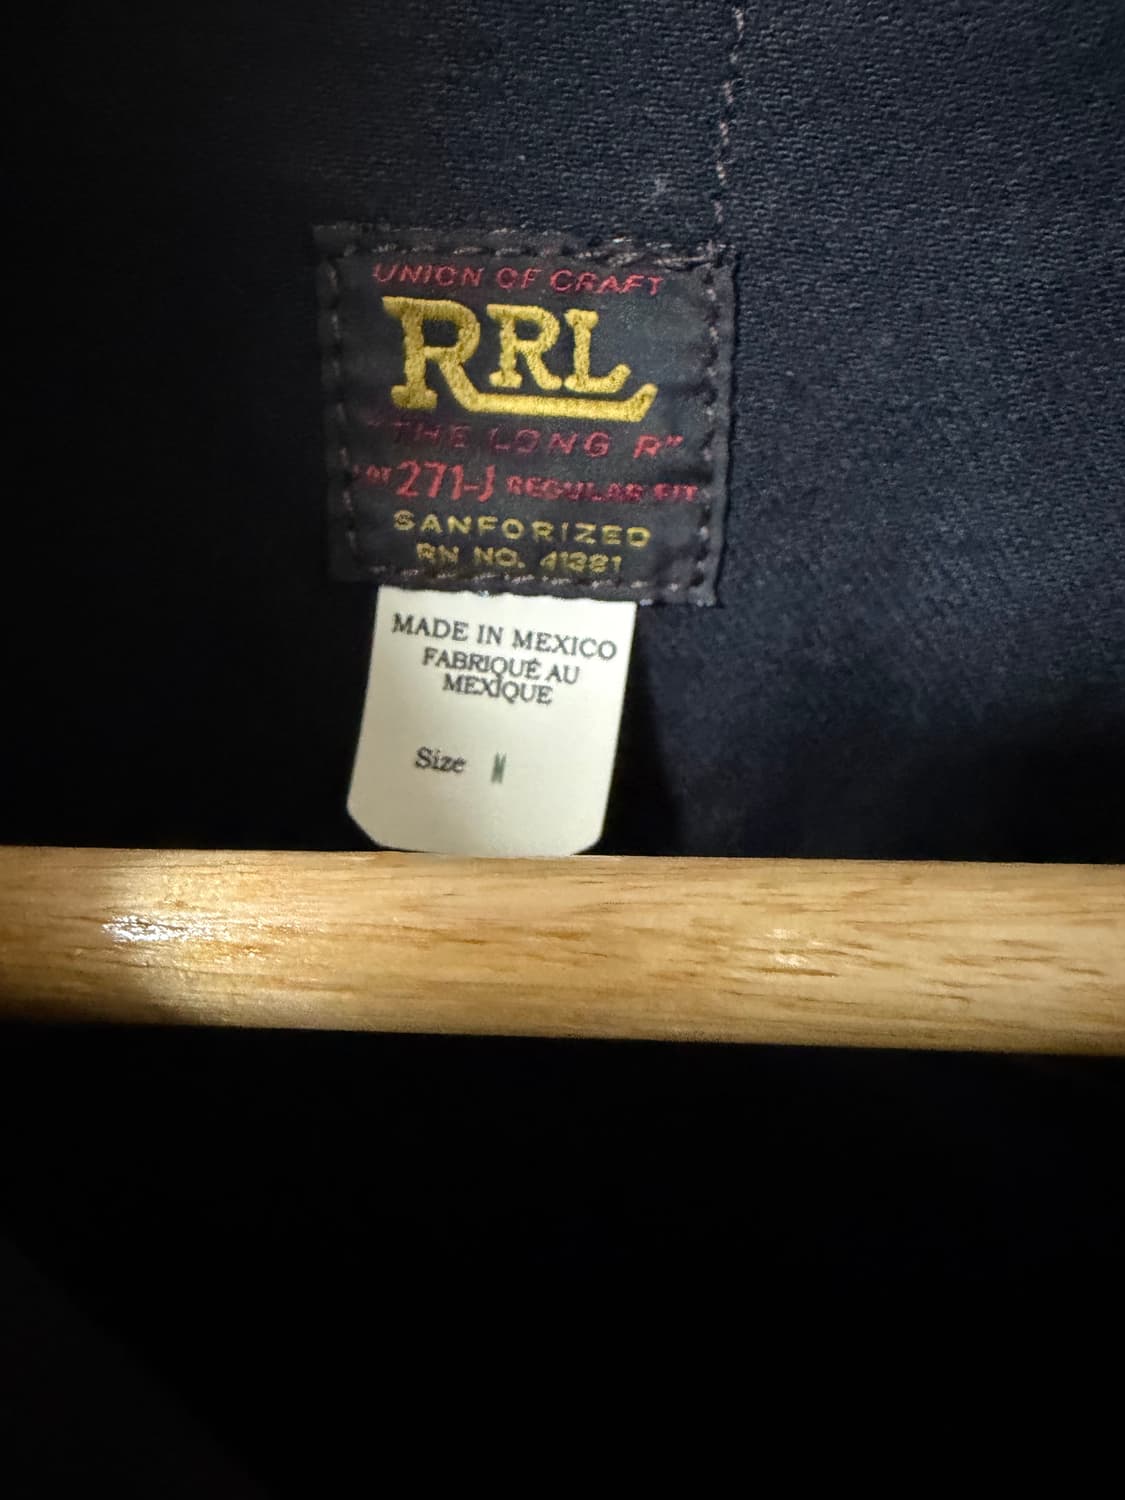 UNION OF CRAFT
RRL
"THE LONG R"
LOT 271-J REGULAR FIT
SANFORIZED
RN NO. 41381
MADE IN MEXICO
FABRIQUÉ AU
MEXIQUE
Size M